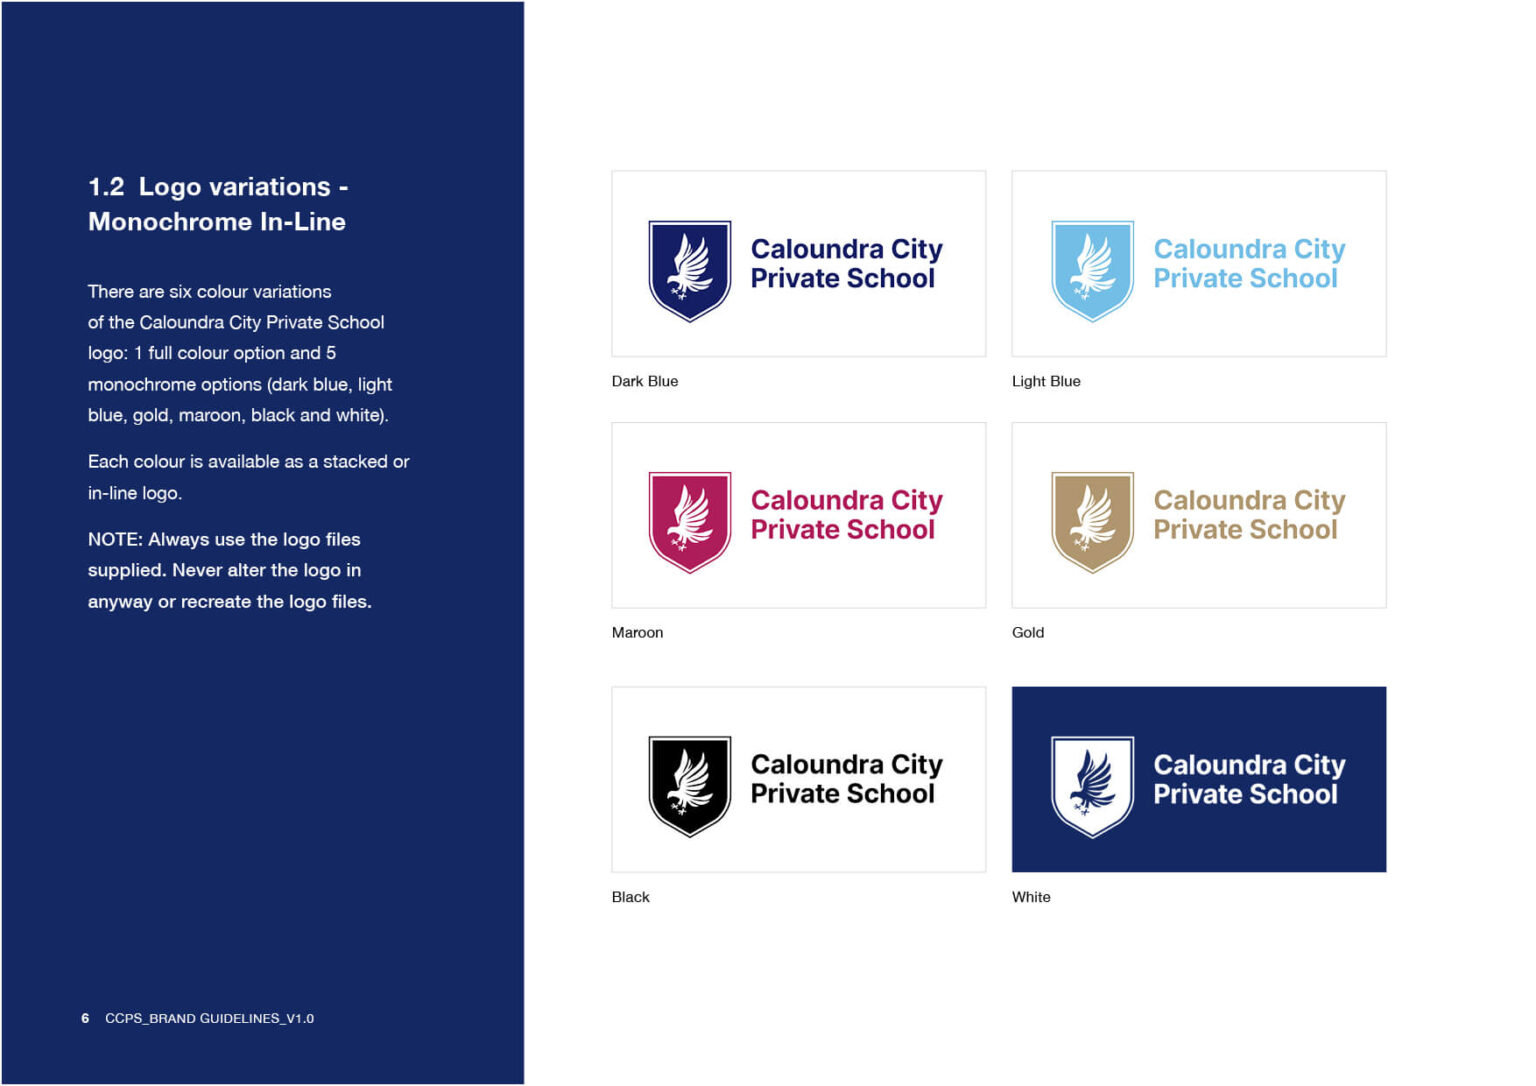 1.2 Logo variations -
Monochrome In-Line
There are six colour variations
of the Caloundra City Private School
logo: 1 full colour option and 5
monochrome options (dark blue, light
blue, gold, maroon, black and white).
Each colour is available as a stacked or
in-line logo.
NOTE: Always use the logo files
supplied. Never alter the logo in
anyway or recreate the logo files.
6 CCPS_BRAND GUIDELINES_V1.0
Caloundra City
Private School
Dark Blue
Caloundra City
Private School
Light Blue
Caloundra City
Private School
Maroon
Caloundra City
Private School
Gold
Caloundra City
Private School
Black
Caloundra City
Private School
White